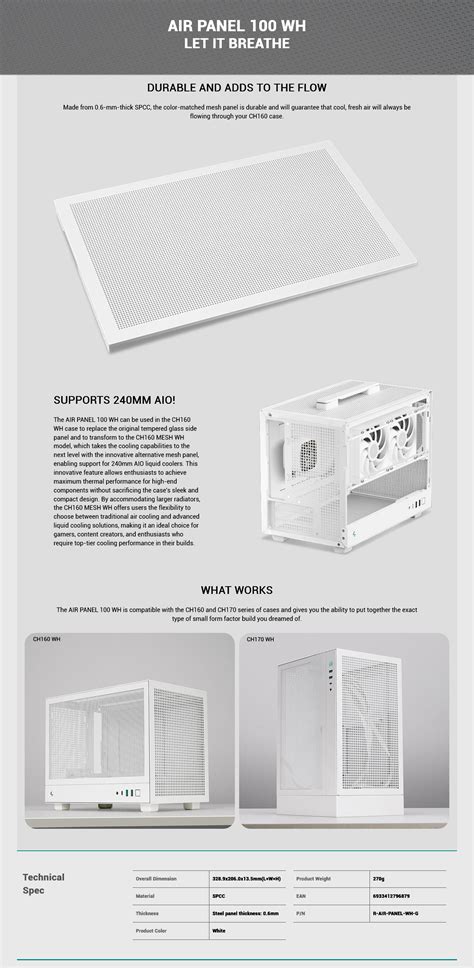 AIR PANEL 100 WH
LET IT BREATHE
DURABLE AND ADDS TO THE FLOW
Made from 0.6-mm-thick SPCC, the color-matched mesh panel is durable and will guarantee that cool, fresh air will always be
flowing through your CH160 case.
SUPPORTS 240MM AIO!
The AIR PANEL 100 WH can be used in the CH160
WH case to replace the original tempered glass side
panel and to transform to the CH160 MESH WH
model, which takes the cooling capabilities to the
next level with the innovative alternative mesh panel,
enabling support for 240mm AIO liquid coolers. This
innovative feature allows enthusiasts to achieve
maximum thermal performance for high-end
components without sacrificing the case's sleek and
compact design. By accommodating larger radiators,
the CH160 MESH WH offers users the flexibility to
choose between traditional air cooling and advanced
liquid cooling solutions, making it an ideal choice for
gamers, content creators, and enthusiasts who
require top-tier cooling performance in their builds.
WHAT WORKS
The AIR PANEL 100 WH is compatible with the CH160 and CH170 series of cases and gives you the ability to put together the exact
type of small form factor build you dreamed of.
CH160 WH
CH170 WH
Technical
Spec
Overall Dimension 328.9x206.0x13.5mm(L×W×H)
Material SPCC
Thickness Steel panel thickness: 0.6mm
Product Color White
Product Weight 270g
EAN 6933412796879
P/N R-AIR-PANEL-WH-G